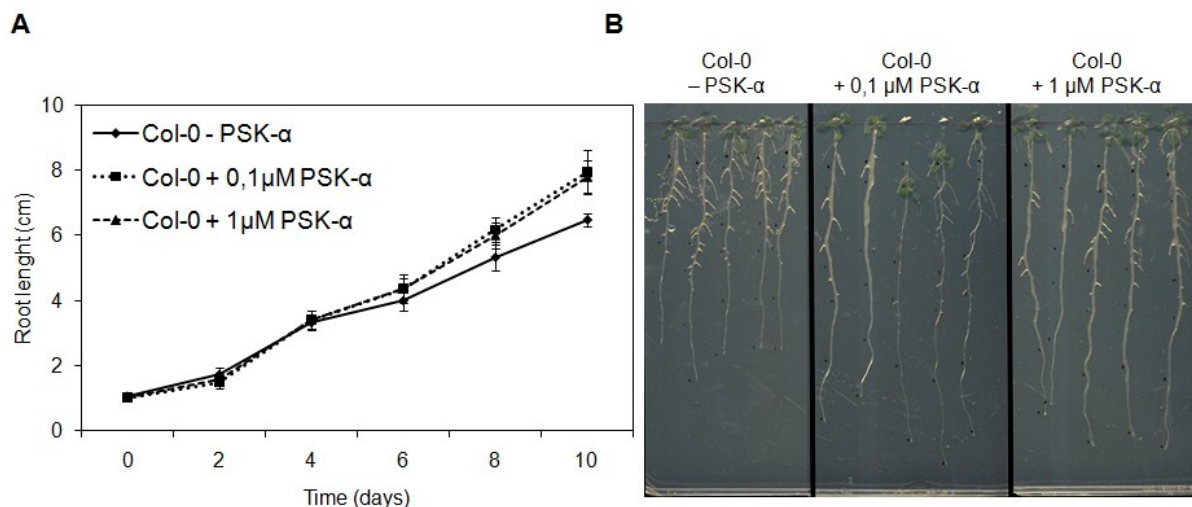 A
10
8
6
4
2
0
Root lenght (cm)
Col-0 - PSK-α
Col-0 + 0,1µM PSK-α
Col-0 + 1µM PSK-α
0 2 4 6 8 10
Time (days)
B
Col-0
– PSK-α
Col-0
+ 0,1 µM PSK-α
Col-0
+ 1 µM PSK-α